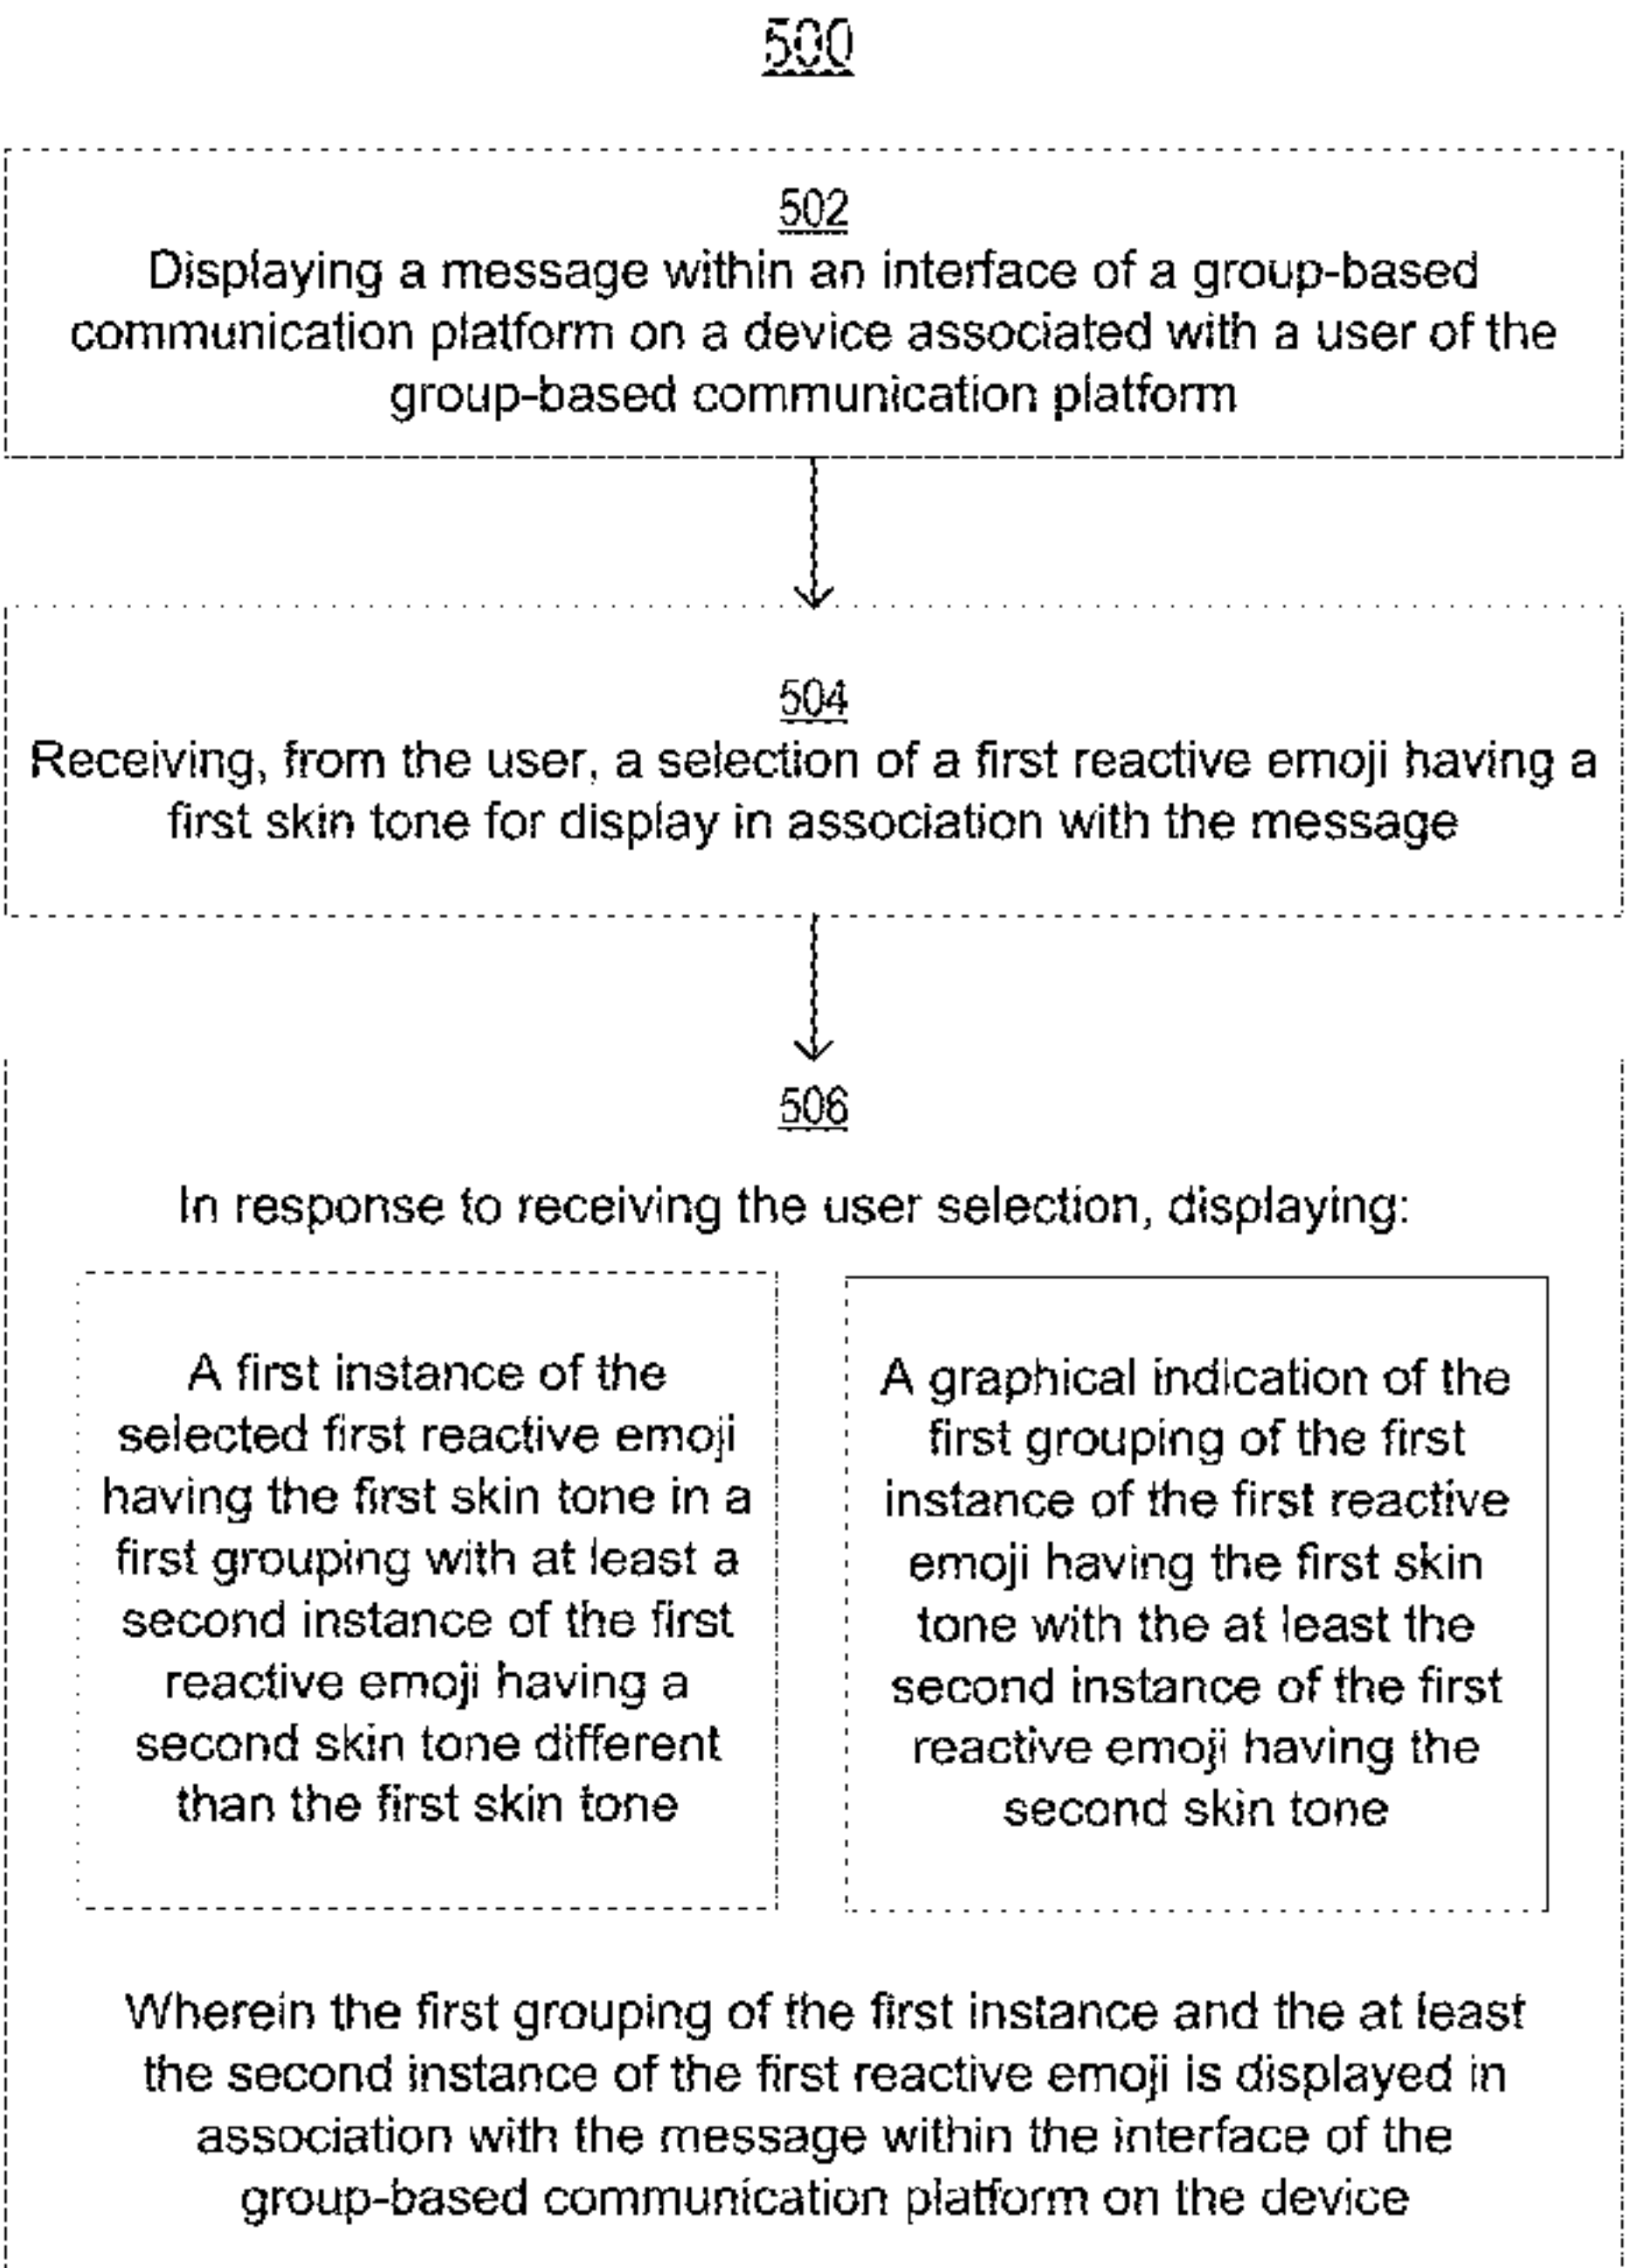 500
502
Displaying a message within an interface of a group-based
communication platform on a device associated with a user of the
group-based communication platform
504
Receiving, from the user, a selection of a first reactive emoji having a
first skin tone for display in association with the message
506
In response to receiving the user selection, displaying:
A first instance of the
selected first reactive emoji
having the first skin tone in a
first grouping with at least a
second instance of the first
reactive emoji having a
second skin tone different
than the first skin tone
A graphical indication of the
first grouping of the first
instance of the first reactive
emoji having the first skin
tone with the at least the
second instance of the first
reactive emoji having the
second skin tone
Wherein the first grouping of the first instance and the at least
the second instance of the first reactive emoji is displayed in
association with the message within the interface of the
group-based communication platform on the device